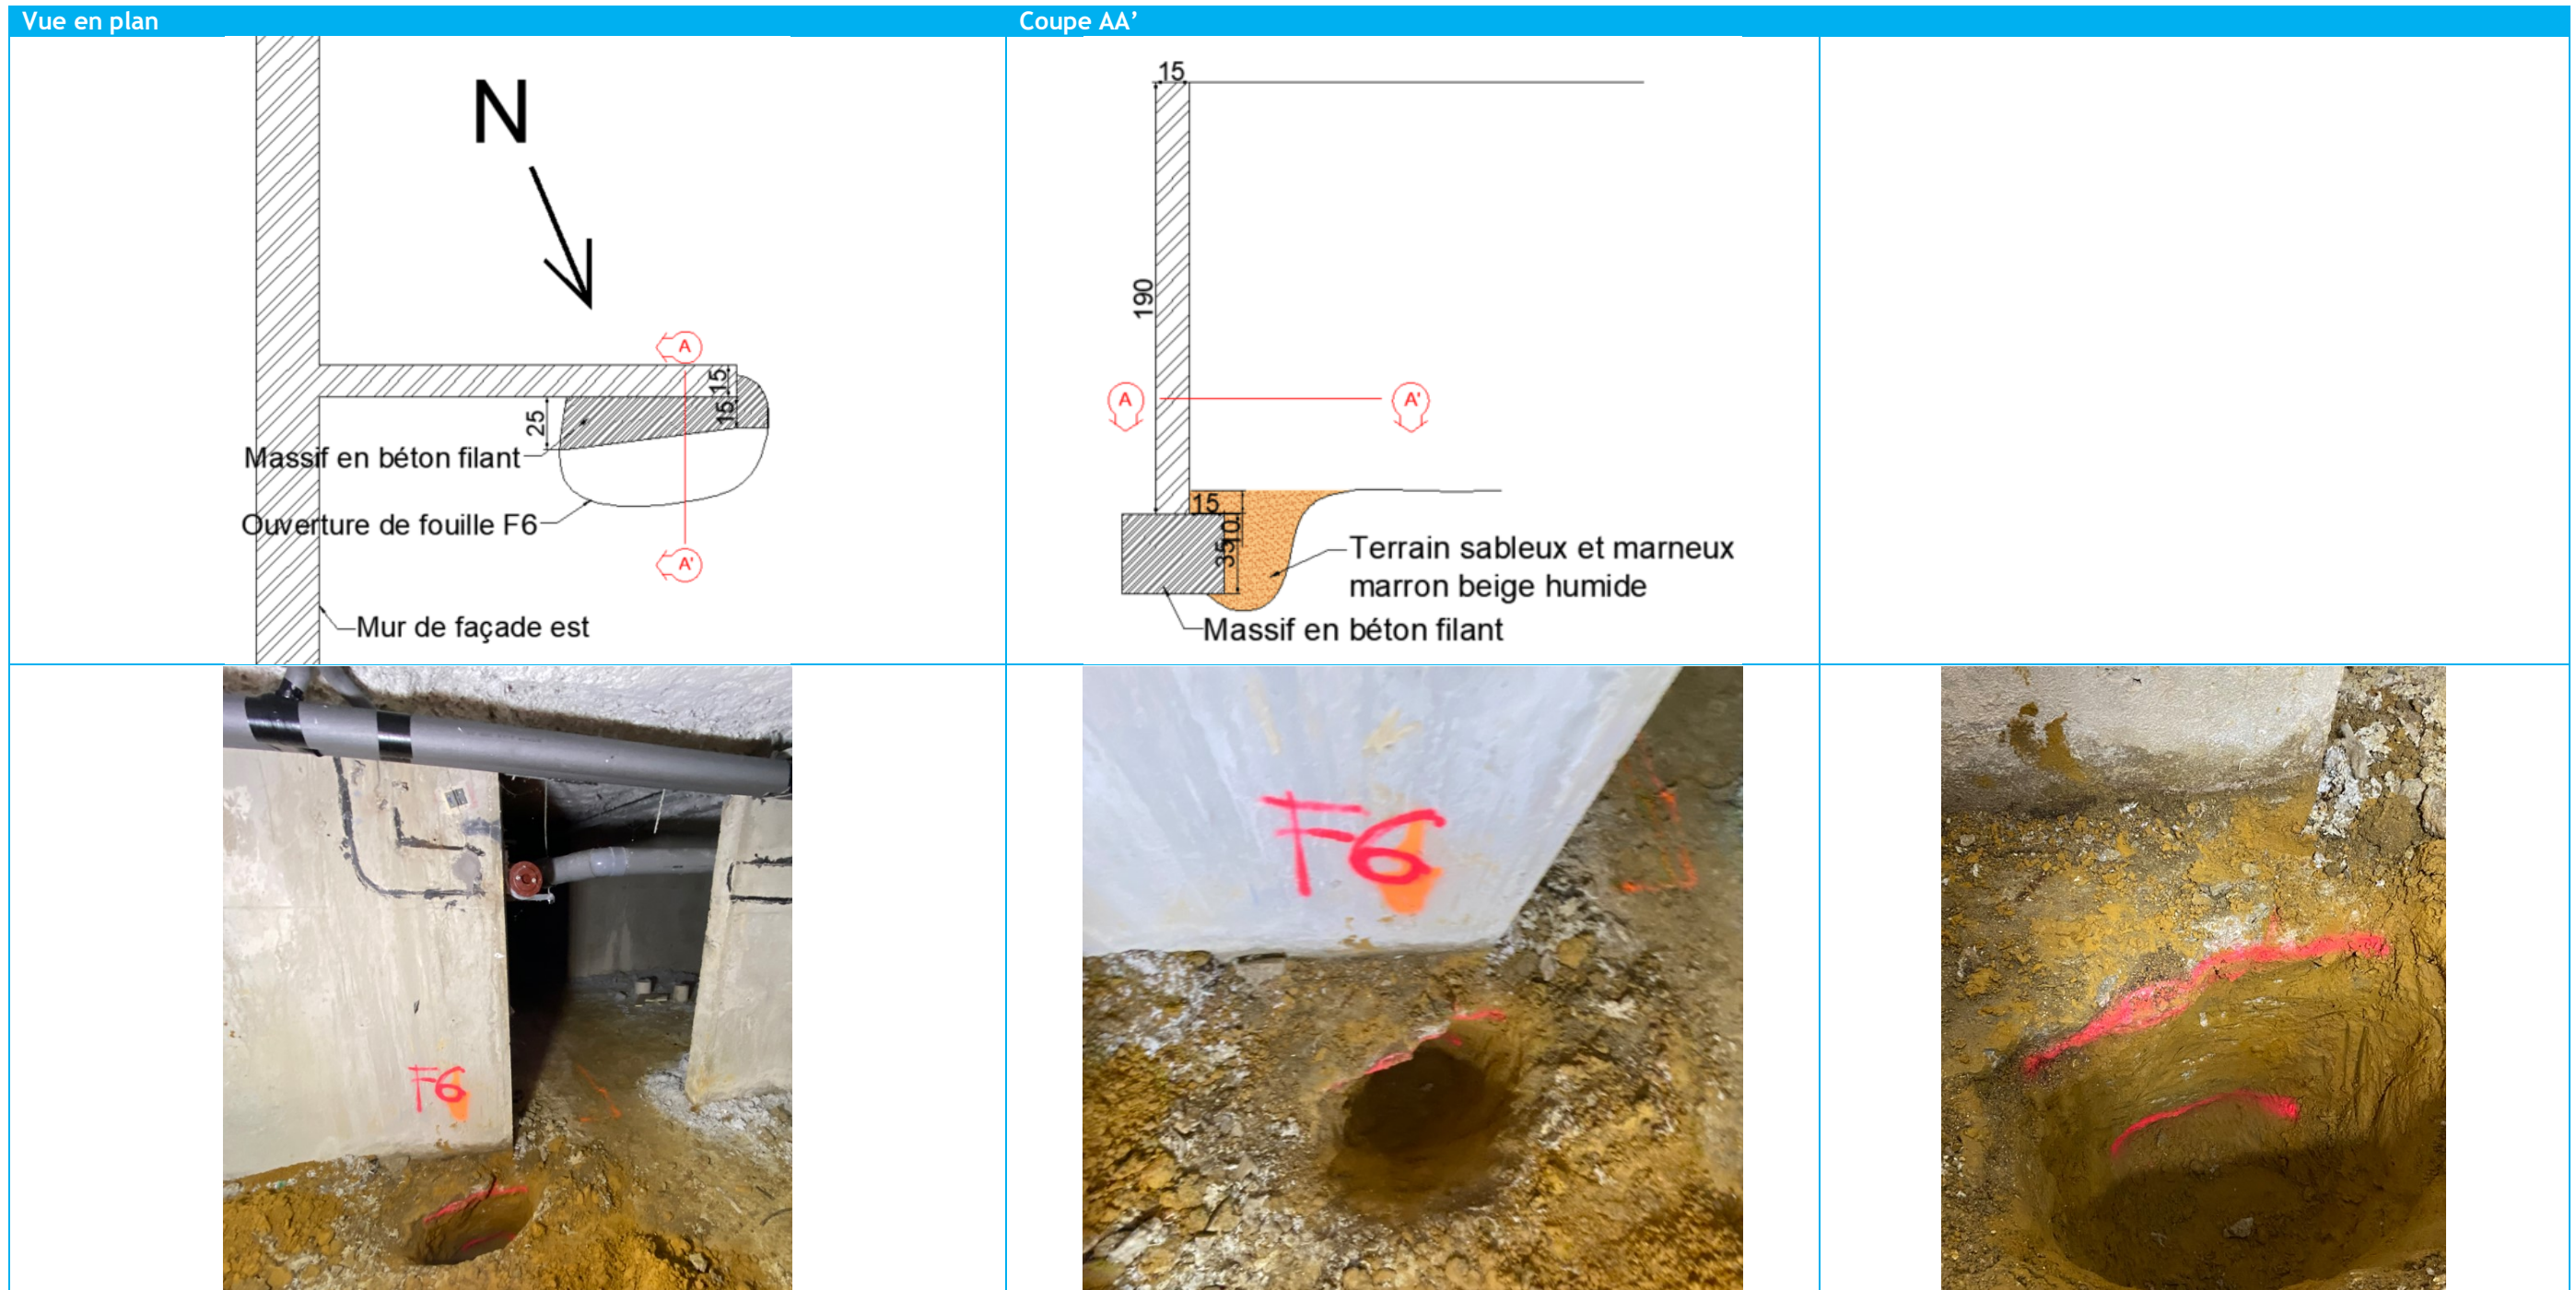 Vue en plan
Coupe AA’
N
A
15
15
25
Massif en béton filant
Ouverture de fouille F6
A'
Mur de façade est
15
190
A
A'
15
10
35
Terrain sableux et marneux
marron beige humide
Massif en béton filant
F6
F6